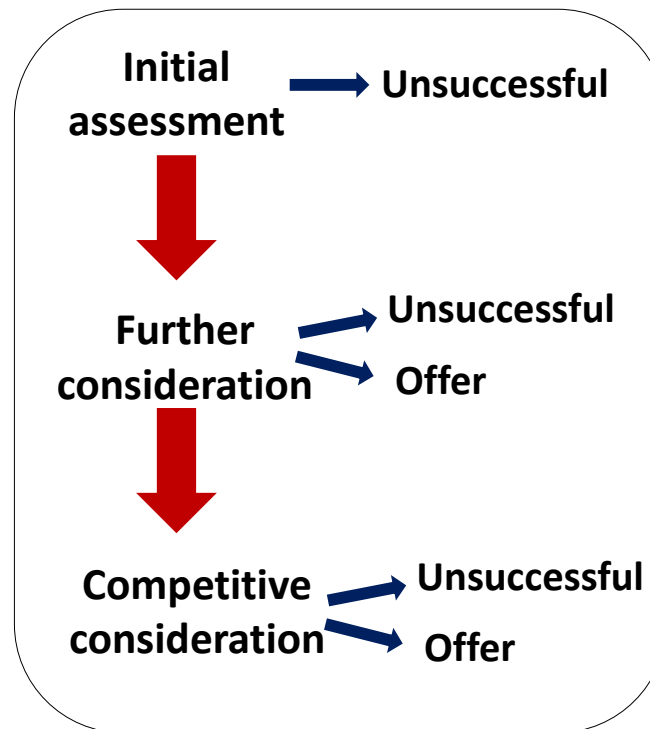 Initial
assessment
Unsuccessful
Further
consideration
Unsuccessful
Offer
Competitive
consideration
Unsuccessful
Offer